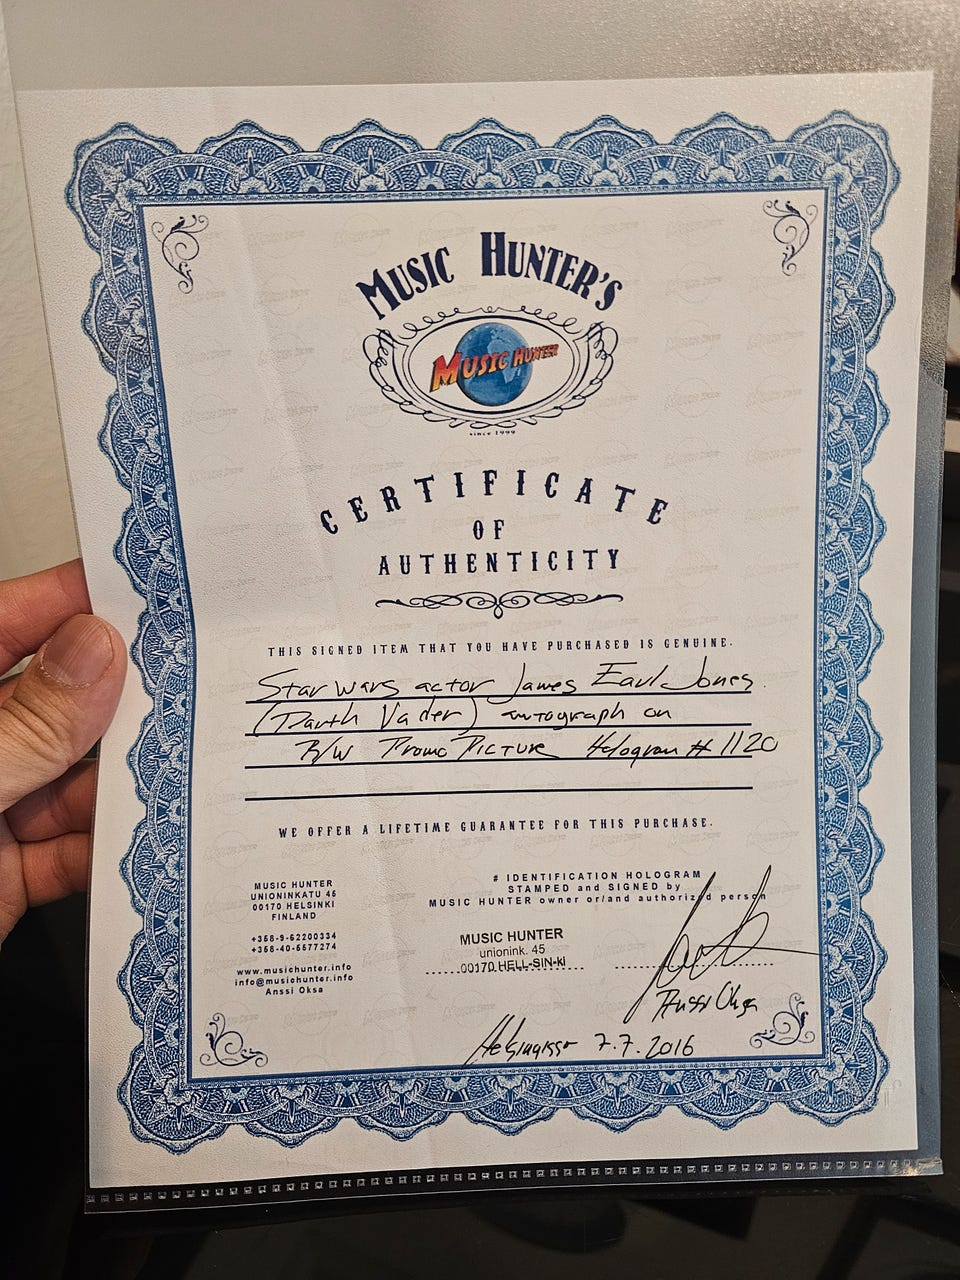 MUSIC HUNTER'S
MUSIC HUNTER
since 1999
CERTIFICATE
OF
AUTHENTICITY
THIS SIGNED ITEM THAT YOU HAVE PURCHASED IS GENUINE.
Star wars actor James Earl Jones
(Darth Vader) autograph on
B/W Promo Picture Hologram # 1120
WE OFFER A LIFETIME GUARANTEE FOR THIS PURCHASE.
MUSIC HUNTER
UNIONINKATU 45
00170 HELSINKI
FINLAND
+358-9-62200334
+358-40-5577274
www.musichunter.info
info@musichunter.info
Anssi Oksa
# IDENTIFICATION HOLOGRAM
STAMPED and SIGNED by
MUSIC HUNTER owner or/and authorized person
MUSIC HUNTER
unionink. 45
00170 HELL-SIN-KI
Anssi Oksa
Helsingissä 7.7.2016